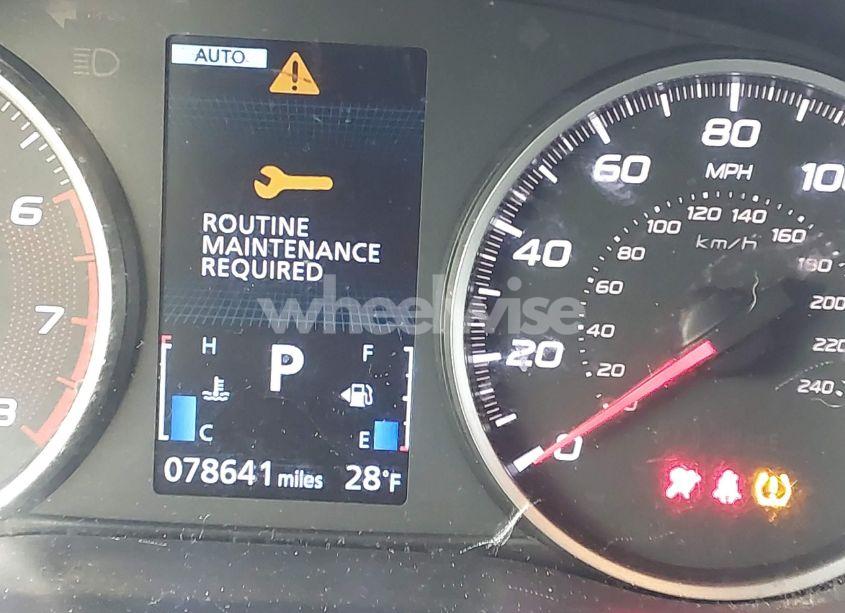 AUTO
ROUTINE
MAINTENANCE
REQUIRED
wheelwise
H
P
F
C
E
078641 miles
28°F
6
7
8
0
20
40
60
80
100
MPH
km/h
20
40
60
80
100
120
140
160
180
200
220
240